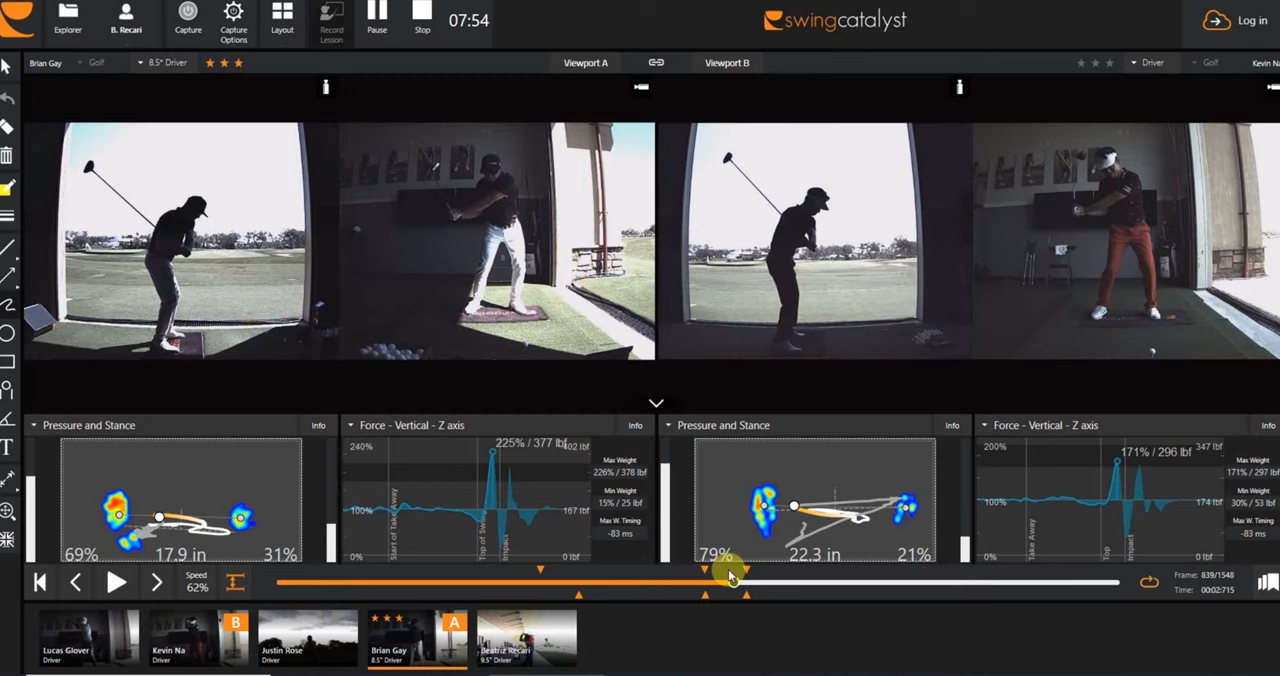 Explorer
B. Recari
Capture
Capture
Options
Layout
Record
Lesson
Pause
Stop
07:54
swingcatalyst
Log in
Brian Gay
Golf
8.5° Driver
Viewport A
Viewport B
Driver
Golf
Kevin Na
Pressure and Stance
Info
Force - Vertical - Z axis
Info
Pressure and Stance
Info
Force - Vertical - Z axis
Info
69%
17.9 in
31%
240%
100%
0%
225% / 377 lbf
402 lbf
167 lbf
0 lbf
Start of Take Away
Top of Swing
Impact
Max Weight
226% / 378 lbf
Min Weight
15% / 25 lbf
Max W. Timing
-83 ms
79%
22.3 in
21%
200%
100%
0%
171% / 296 lbf
347 lbf
174 lbf
0 lbf
Take Away
Top
Impact
Max Weight
171% / 297 lbf
Min Weight
30% / 53 lbf
Max W. Timing
-83 ms
Speed
62%
Frame: 839/1548
Time: 00:02:715
Lucas Glover
Driver
Kevin Na
Driver
B
Justin Rose
Driver
Brian Gay
8.5° Driver
A
Beatriz Recari
9.5° Driver
T